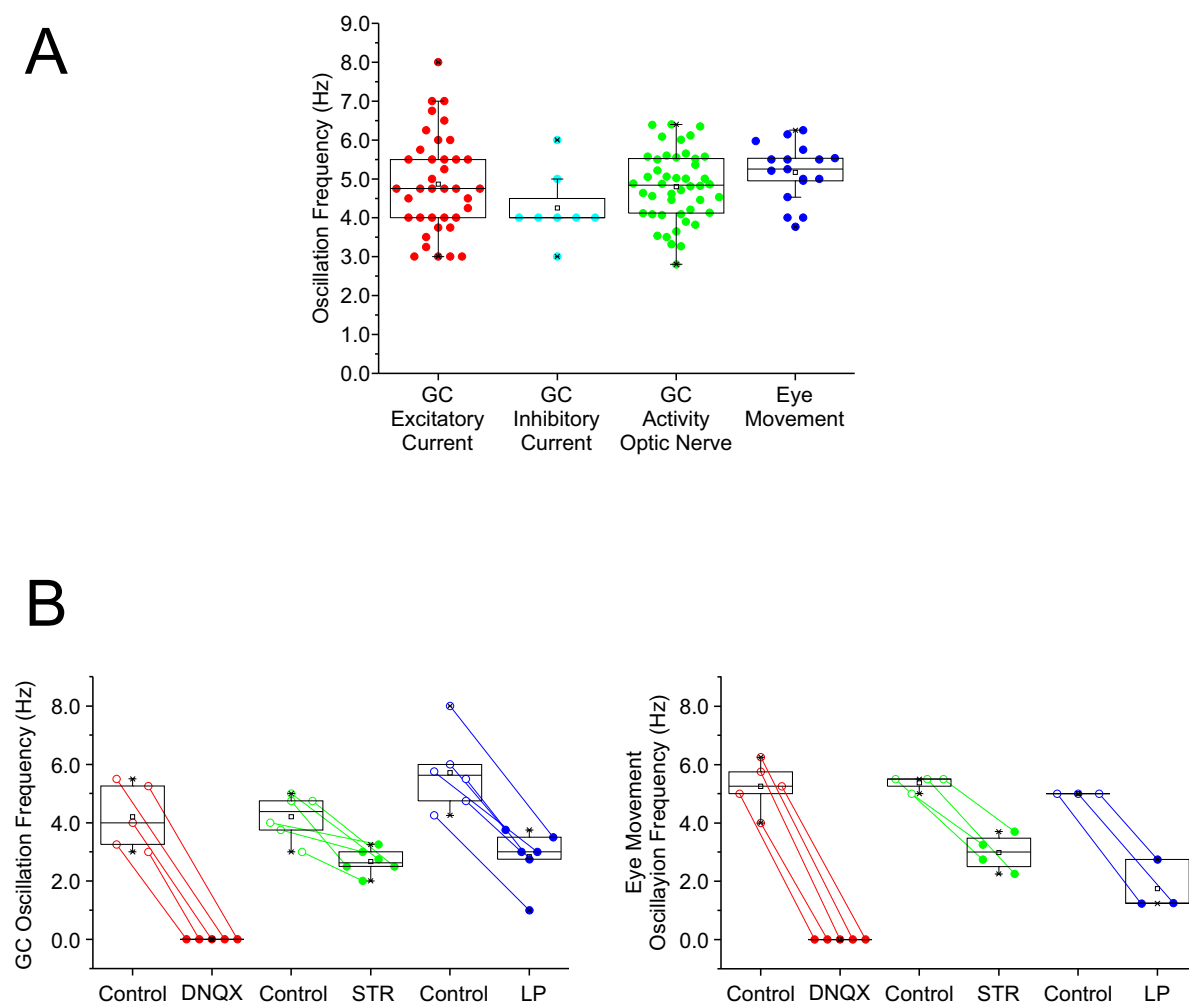 A
Oscillation Frequency (Hz)
9.0
8.0
7.0
6.0
5.0
4.0
3.0
2.0
1.0
0.0
GC
Excitatory
Current
GC
Inhibitory
Current
GC
Activity
Optic Nerve
Eye
Movement
B
GC Oscillation Frequency (Hz)
8.0
6.0
4.0
2.0
0.0
Control DNQX Control STR Control LP
Eye Movement
Oscillayion Frequency (Hz)
8.0
6.0
4.0
2.0
0.0
Control DNQX Control STR Control LP